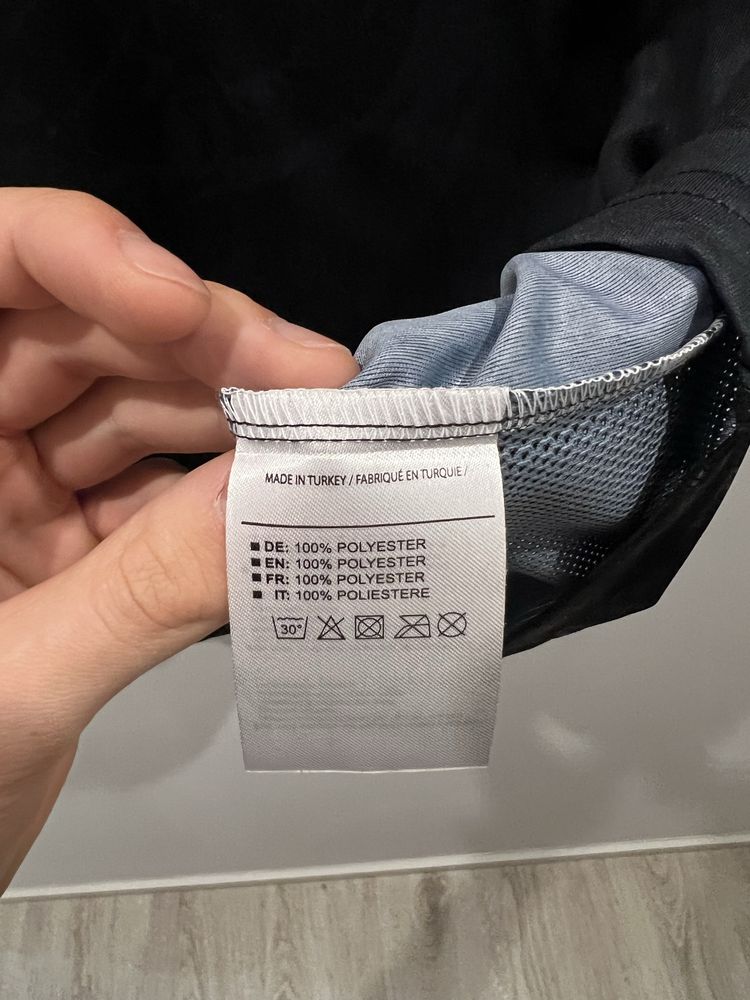 MADE IN TURKEY / FABRIQUÉ EN TURQUIE /
DE: 100% POLYESTER
EN: 100% POLYESTER
FR: 100% POLYESTER
IT: 100% POLIESTERE
30°